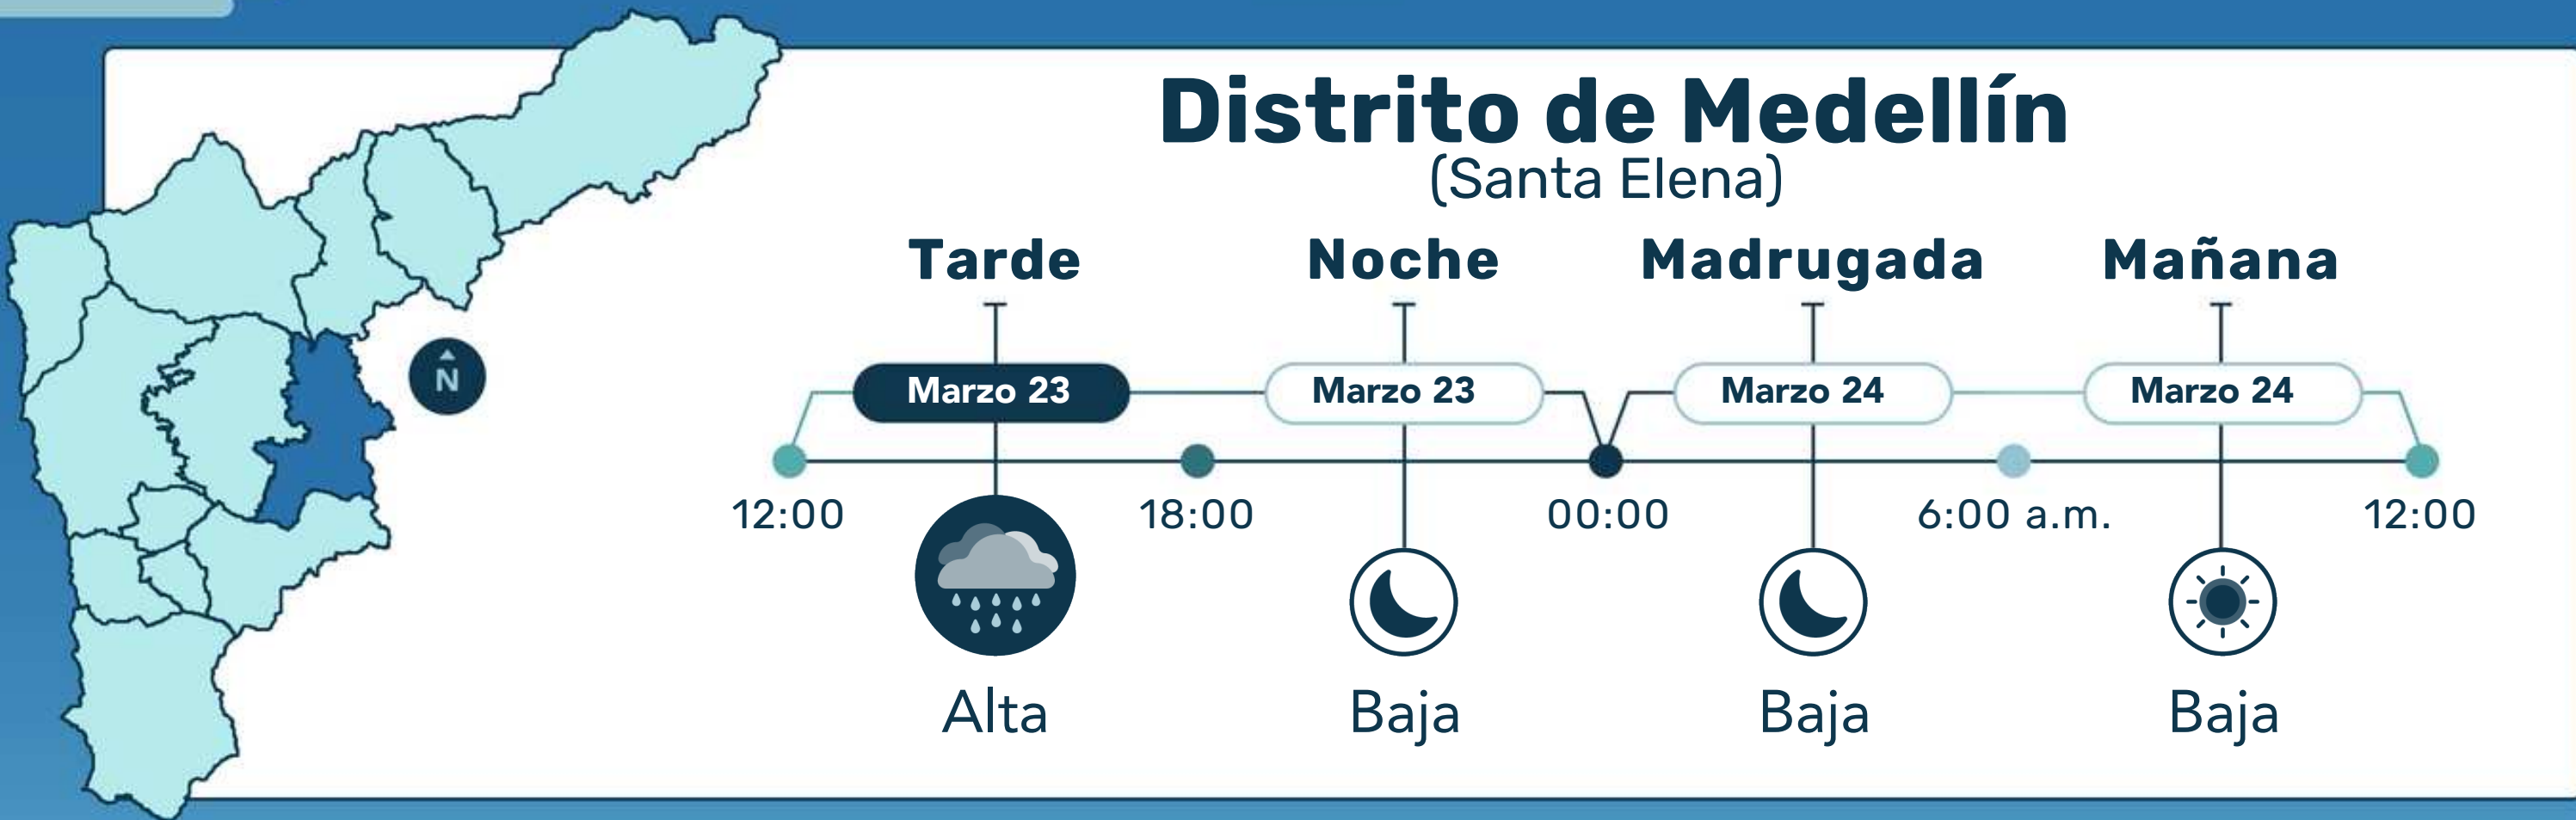 Distrito de Medellín
(Santa Elena)
Tarde Noche Madrugada Mañana
N
Marzo 23 Marzo 23 Marzo 24 Marzo 24
12:00 18:00 00:00 6:00 a.m. 12:00
Alta Baja Baja Baja